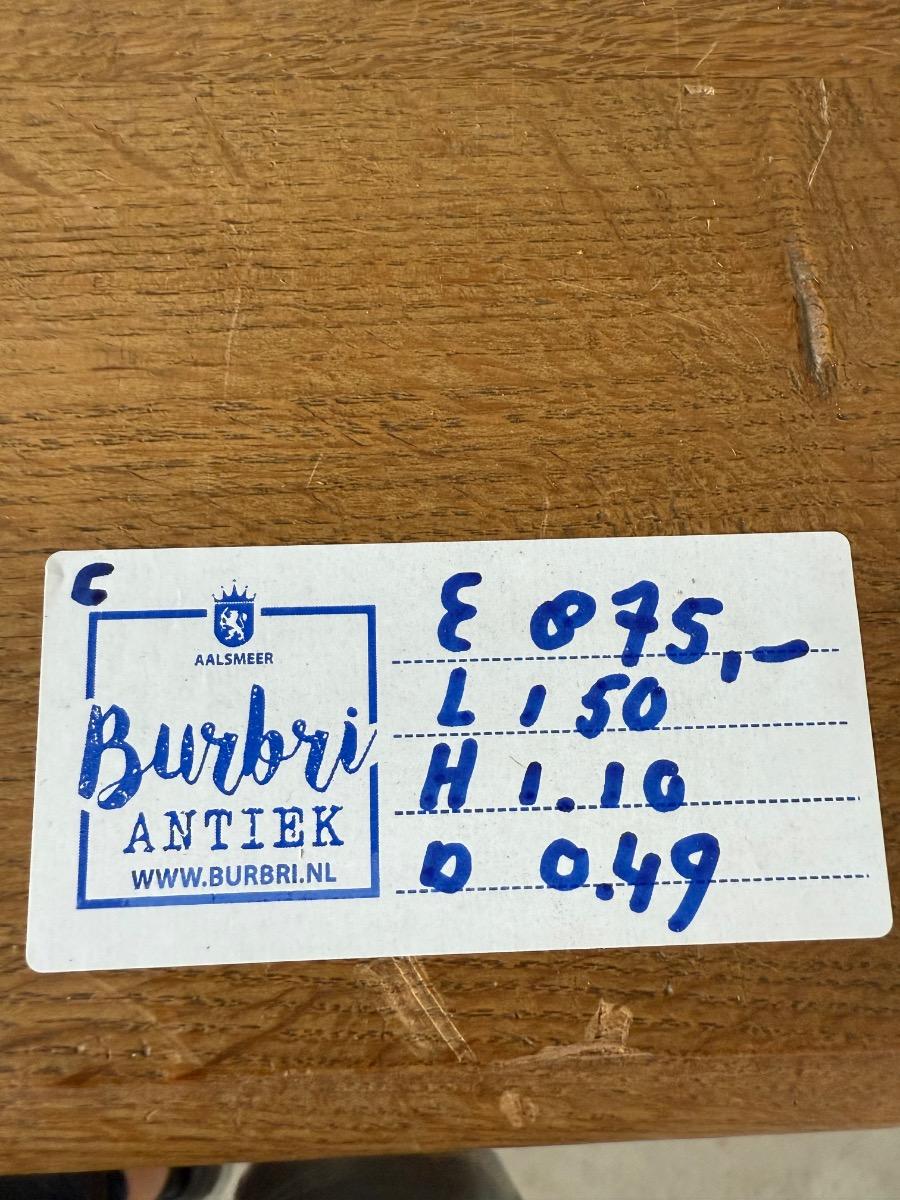 C
AALSMEER
Burbri
ANTIEK
WWW.BURBRI.NL
€ 875,-
L 1 50
H 1.10
D 0.49